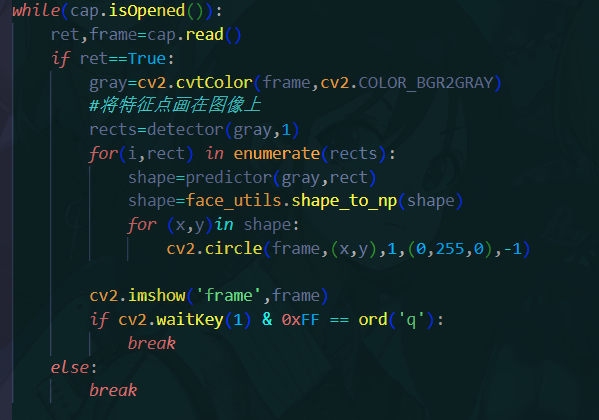 while(cap.isOpened()):
    ret,frame=cap.read()
    if ret==True:
        gray=cv2.cvtColor(frame,cv2.COLOR_BGR2GRAY)
        #将特征点画在图像上
        rects=detector(gray,1)
        for(i,rect) in enumerate(rects):
            shape=predictor(gray,rect)
            shape=face_utils.shape_to_np(shape)
            for (x,y)in shape:
                cv2.circle(frame,(x,y),1,(0,255,0),-1)

        cv2.imshow('frame',frame)
        if cv2.waitKey(1) & 0xFF == ord('q'):
            break
    else:
        break